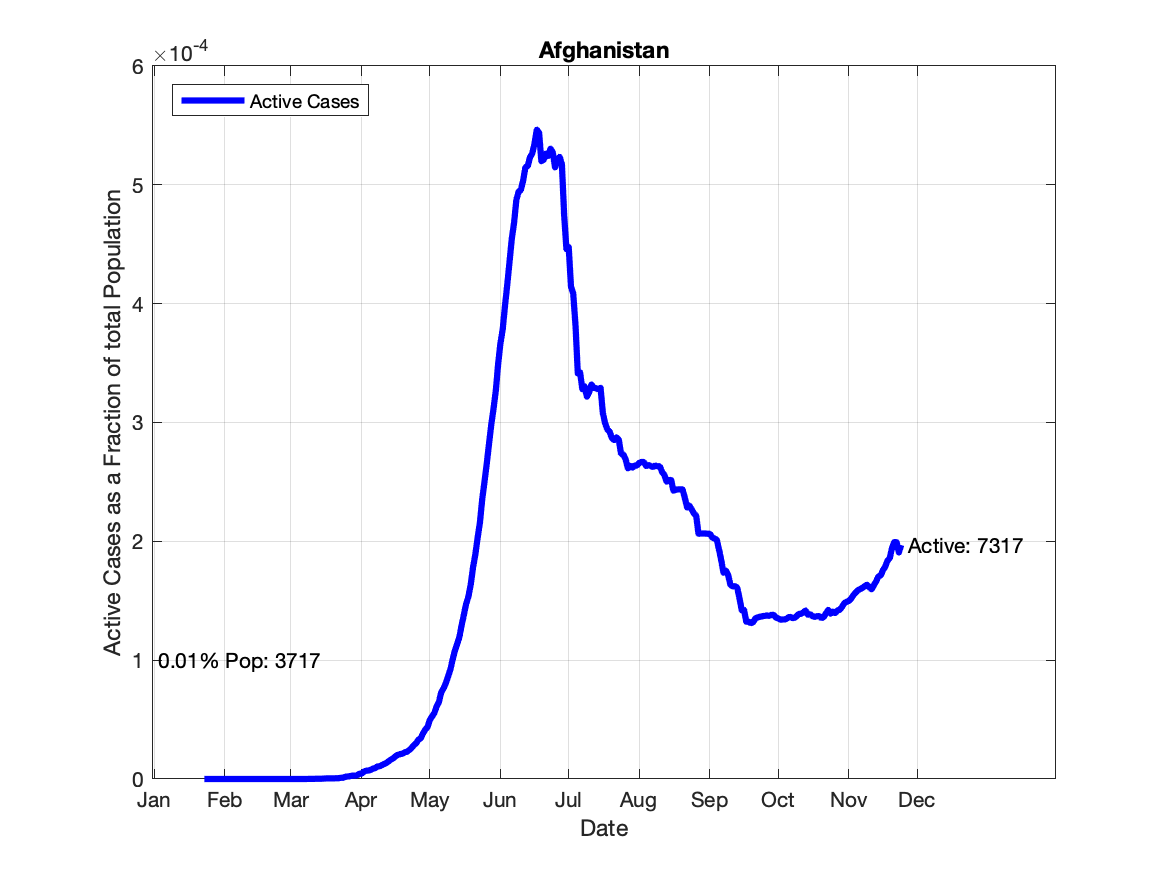 Afghanistan
×10-4
Active Cases
6
5
4
3
2
1
0
Active Cases as a Fraction of total Population
Active: 7317
0.01% Pop: 3717
Jan Feb Mar Apr May Jun Jul Aug Sep Oct Nov Dec
Date